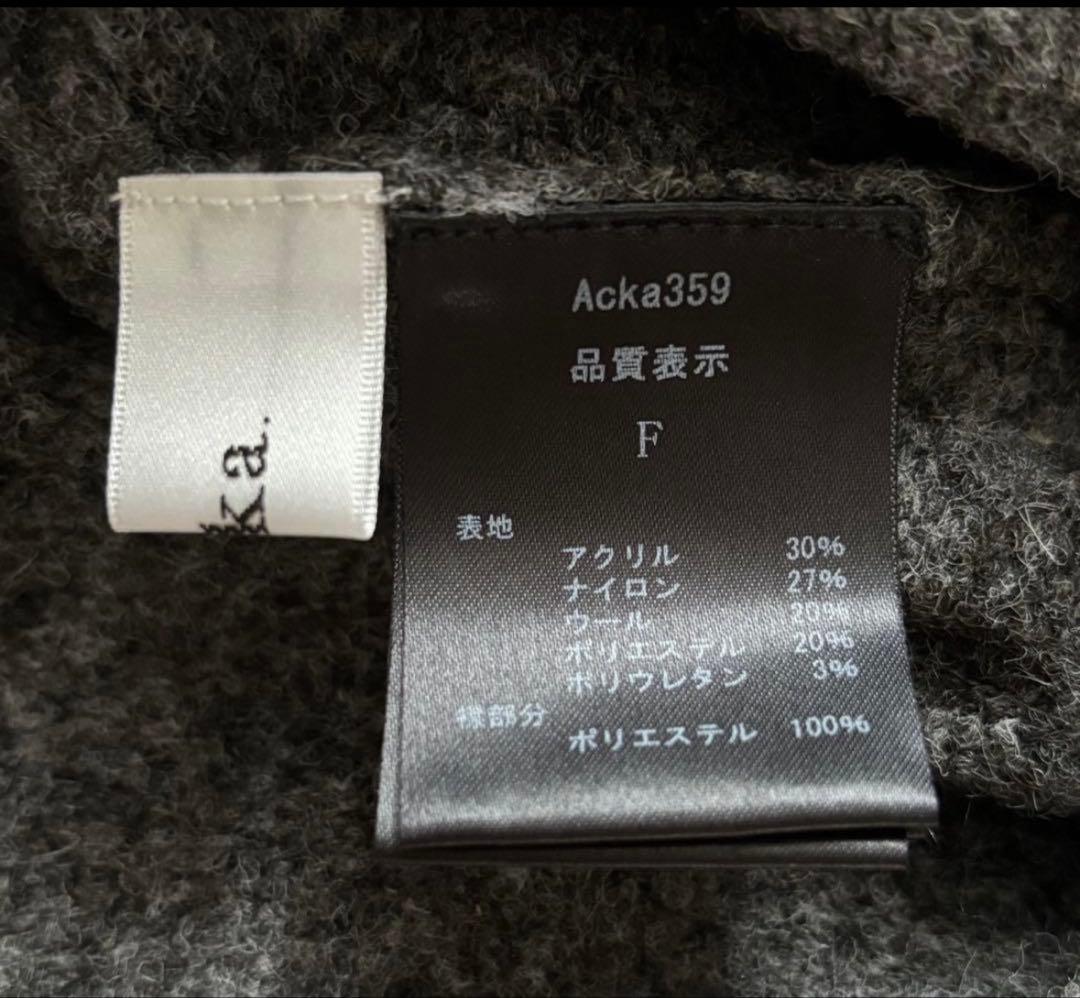 ka.
Acka359
品質表示
F
表地
アクリル 30%
ナイロン 27%
ウール 20%
ポリエステル 20%
ポリウレタン 3%
襟部分
ポリエステル 100%